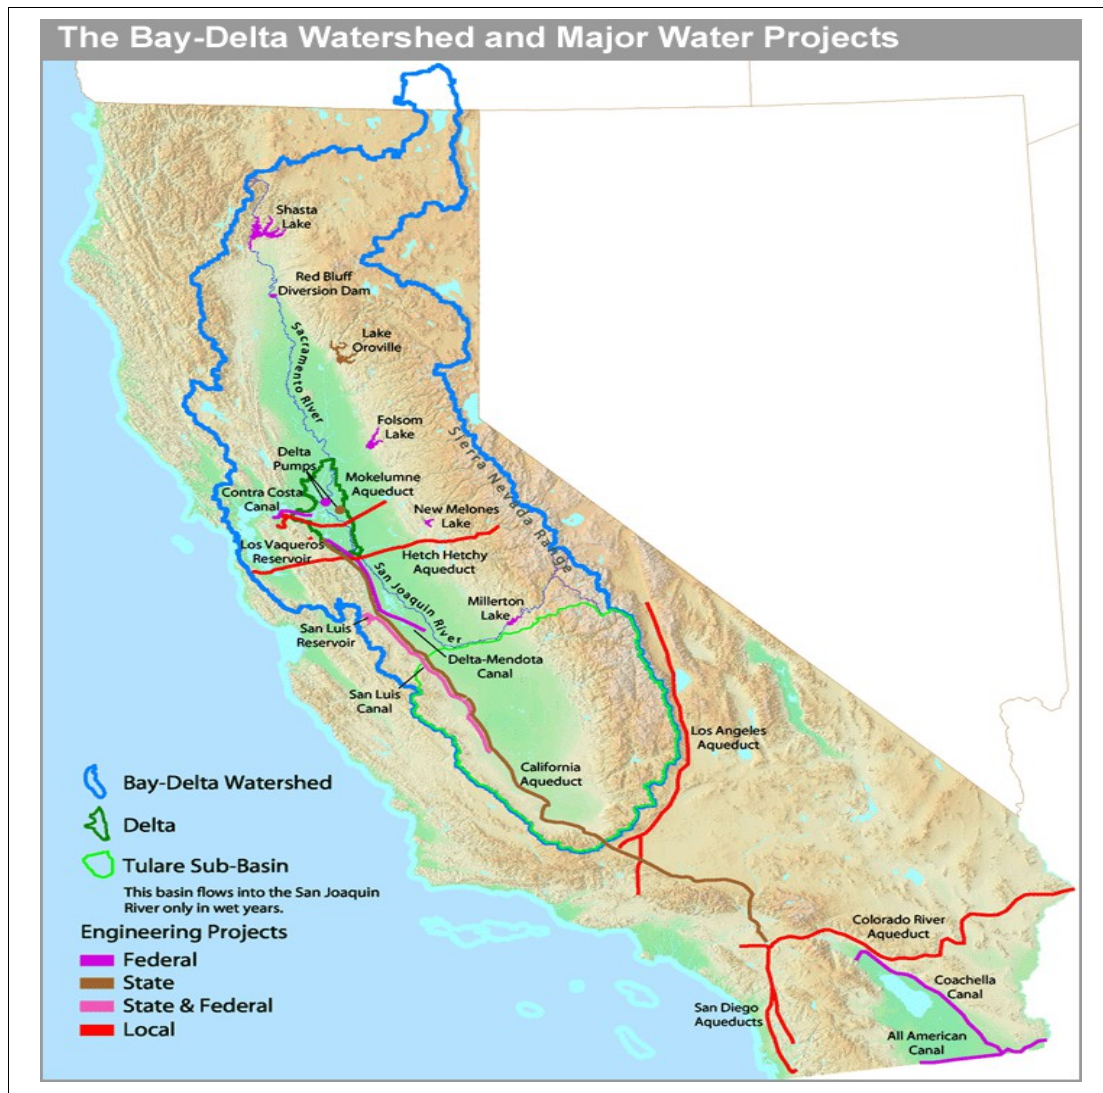 The Bay-Delta Watershed and Major Water Projects
Shasta
Lake
Red Bluff
Diversion Dam
Sacramento River
Lake
Oroville
Folsom
Lake
Sierra Nevada Range
Delta
Pumps
Mokelumne
Aqueduct
Contra Costa
Canal
New Melones
Lake
Los Vaqueros
Reservoir
Hetch Hetchy
Aqueduct
San Joaquin River
Millerton
Lake
San Luis
Reservoir
Delta-Mendota
Canal
San Luis
Canal
Los Angeles
Aqueduct
California
Aqueduct
Bay-Delta Watershed
Delta
Tulare Sub-Basin
This basin flows into the San Joaquin
River only in wet years.
Engineering Projects
Federal
State
State & Federal
Local
Colorado River
Aqueduct
Coachella
Canal
San Diego
Aqueducts
All American
Canal